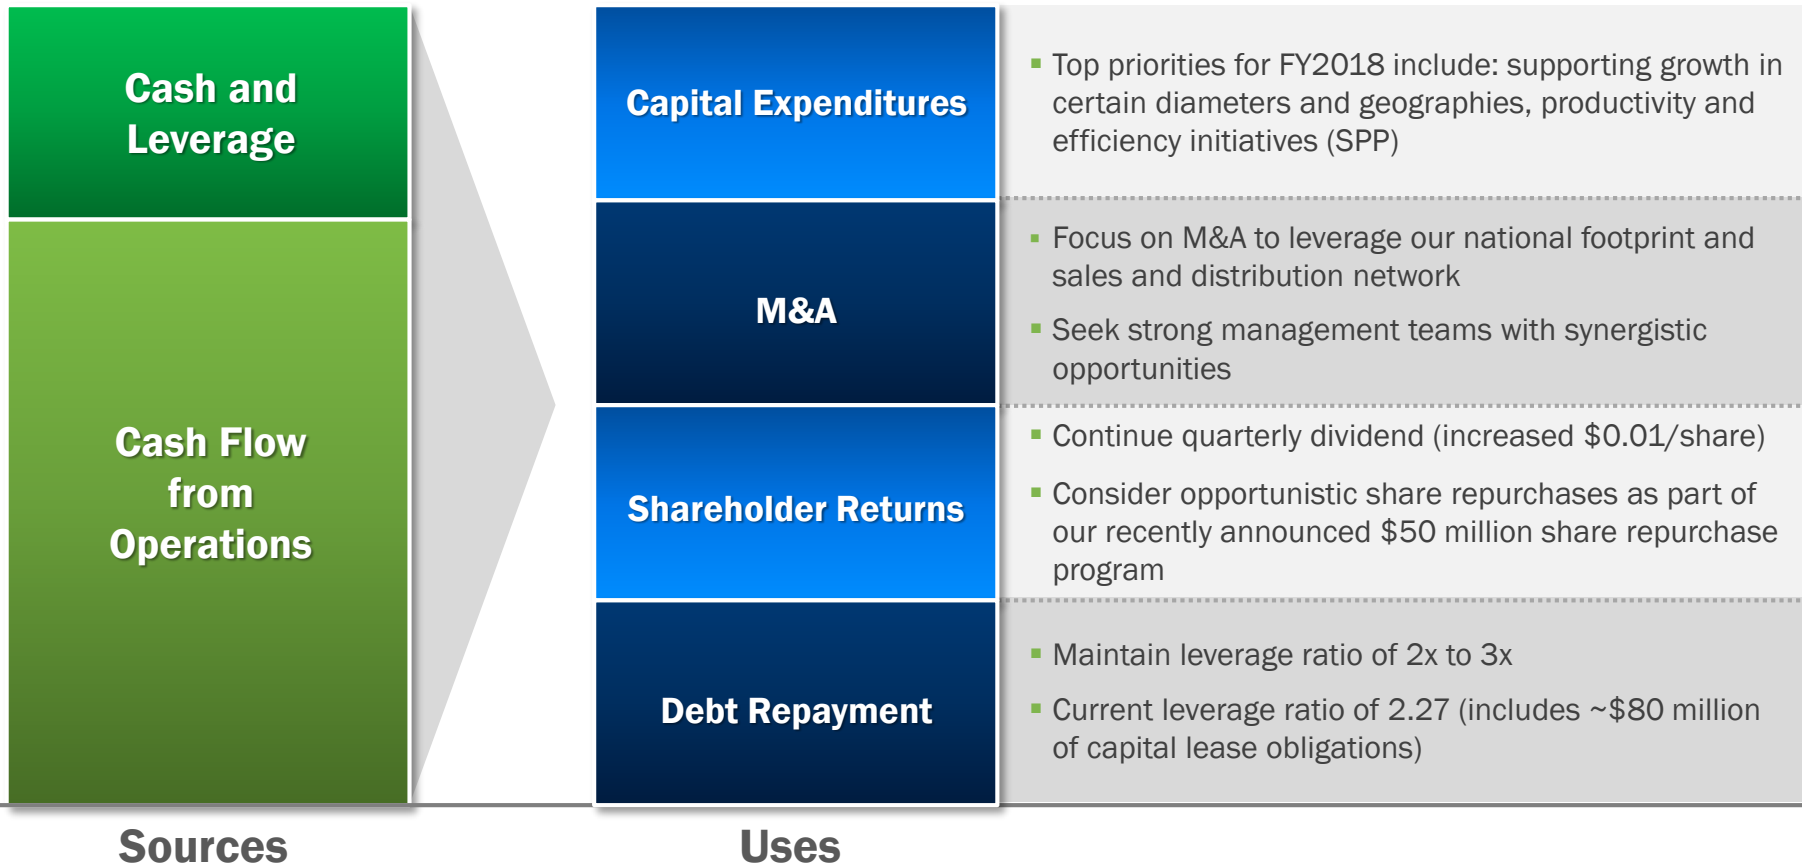 Cash and
Leverage
Cash Flow
from
Operations
Sources
Capital Expenditures
▪ Top priorities for FY2018 include: supporting growth in
certain diameters and geographies, productivity and
efficiency initiatives (SPP)
M&A
▪ Focus on M&A to leverage our national footprint and
sales and distribution network
▪ Seek strong management teams with synergistic
opportunities
Shareholder Returns
▪ Continue quarterly dividend (increased $0.01/share)
▪ Consider opportunistic share repurchases as part of
our recently announced $50 million share repurchase
program
Debt Repayment
▪ Maintain leverage ratio of 2x to 3x
▪ Current leverage ratio of 2.27 (includes ~$80 million
of capital lease obligations)
Uses